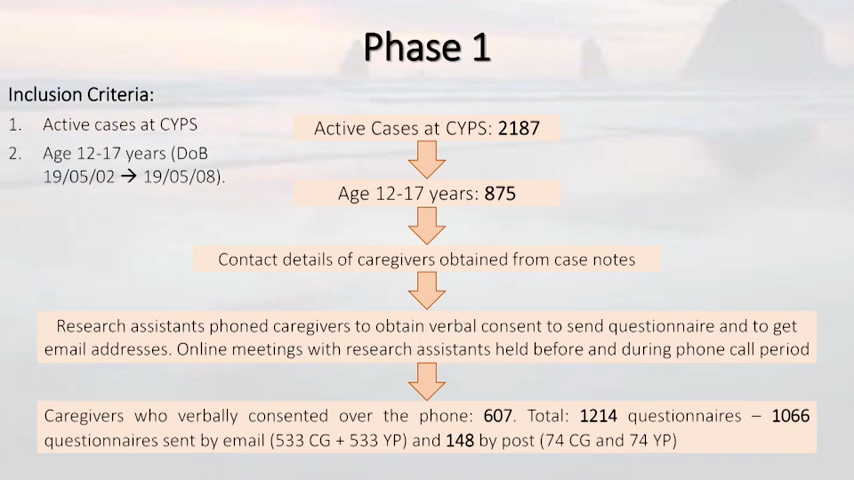 Phase 1
Inclusion Criteria:
1. Active cases at CYPS
2. Age 12-17 years (DoB
19/05/02 → 19/05/08).
Active Cases at CYPS: 2187
Age 12-17 years: 875
Contact details of caregivers obtained from case notes
Research assistants phoned caregivers to obtain verbal consent to send questionnaire and to get
email addresses. Online meetings with research assistants held before and during phone call period
Caregivers who verbally consented over the phone: 607. Total: 1214 questionnaires – 1066
questionnaires sent by email (533 CG + 533 YP) and 148 by post (74 CG and 74 YP)